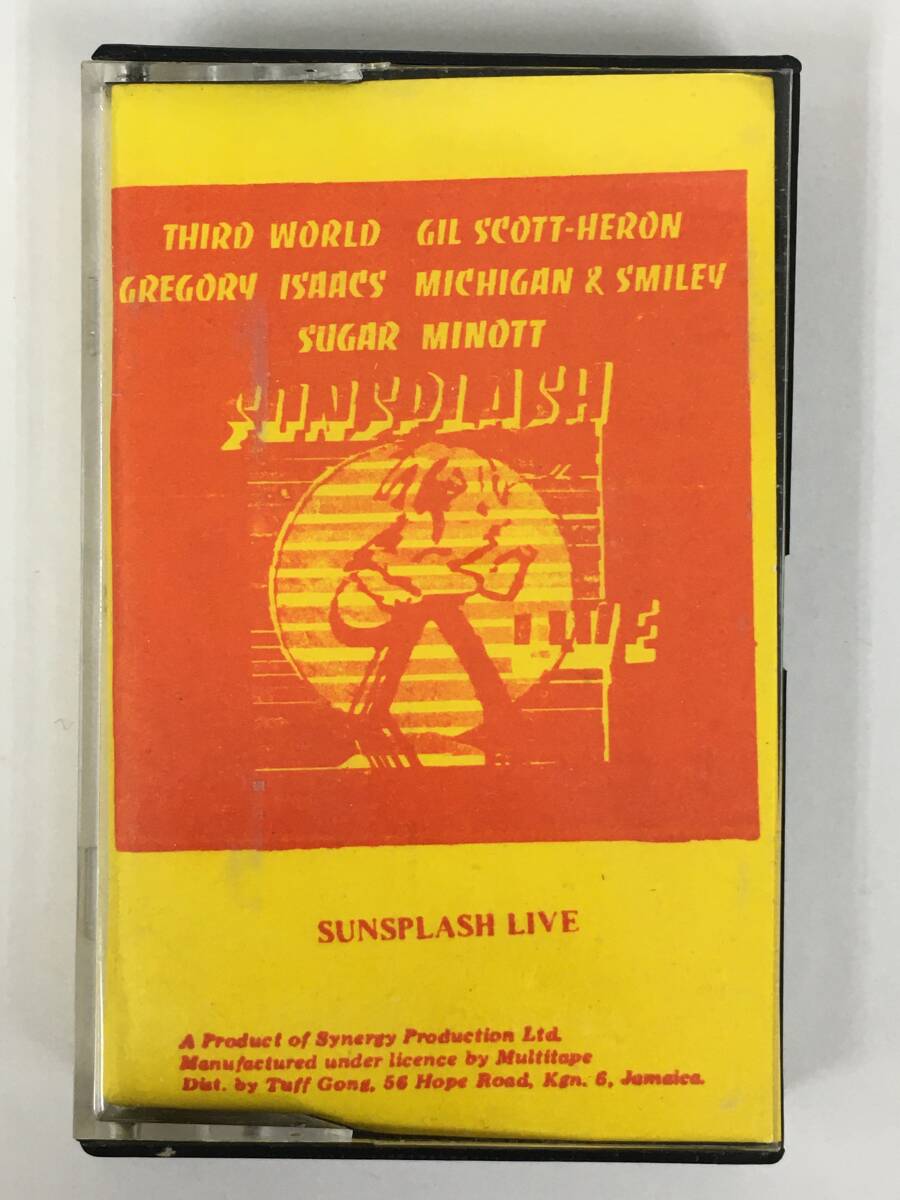 THIRD WORLD GIL SCOTT-HERON
GREGORY ISAACS MICHIGAN & SMILEY
SUGAR MINOTT
SUNSPLASH
LIVE
SUNSPLASH LIVE
A Product of Synergy Production Ltd.
Manufactured under licence by Multitape
Dist. by Tuff Gong, 56 Hope Road, Kgn. 6, Jamaica.